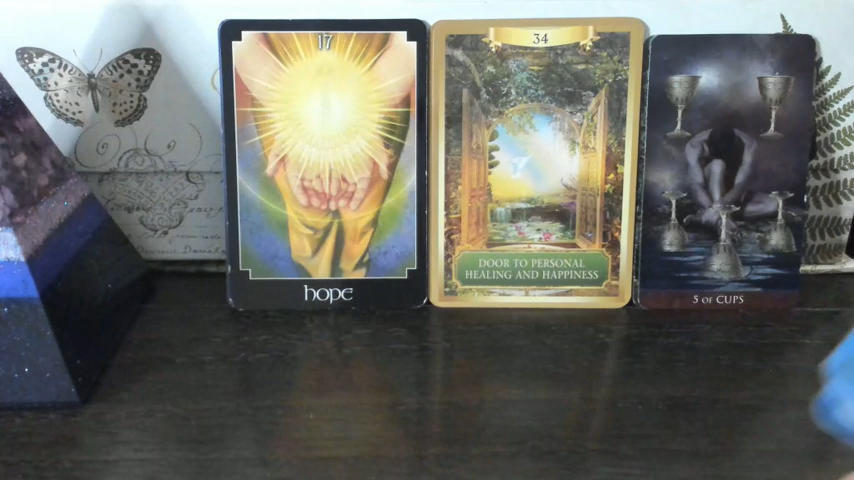 17
hope
34
DOOR TO PERSONAL
HEALING AND HAPPINESS
5 OF CUPS